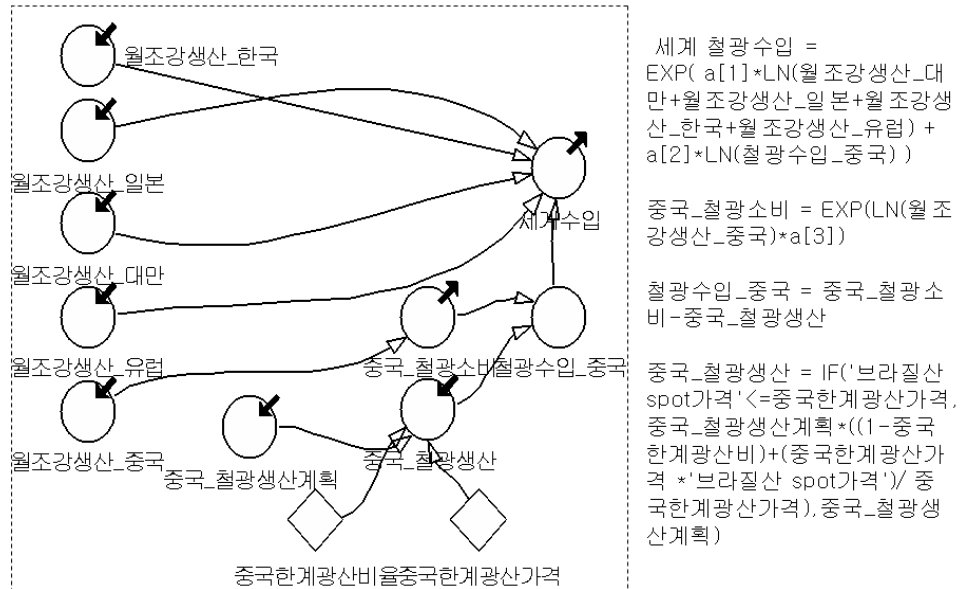 월조강생산_한국
월조강생산_일본
월조강생산_대만
월조강생산_유럽
월조강생산_중국
세계수입
중국_철광소비
철광수입_중국
중국_철광생산계획
중국_철광생산
중국한계광산비율
중국한계광산가격
세계 철광수입 =
EXP( a[1]*LN(월조강생산_대
만+월조강생산_일본+월조강생
산_한국+월조강생산_유럽) +
a[2]*LN(철광수입_중국) )
중국_철광소비 = EXP(LN(월조
강생산_중국)*a[3])
철광수입_중국 = 중국_철광소
비-중국_철광생산
중국_철광생산 = IF('브라질산
spot가격'<=중국한계광산가격,
중국_철광생산계획*((1-중국
한계광산비)+(중국한계광산가
격 *'브라질산 spot가격')/ 중
국한계광산가격),중국_철광생
산계획)